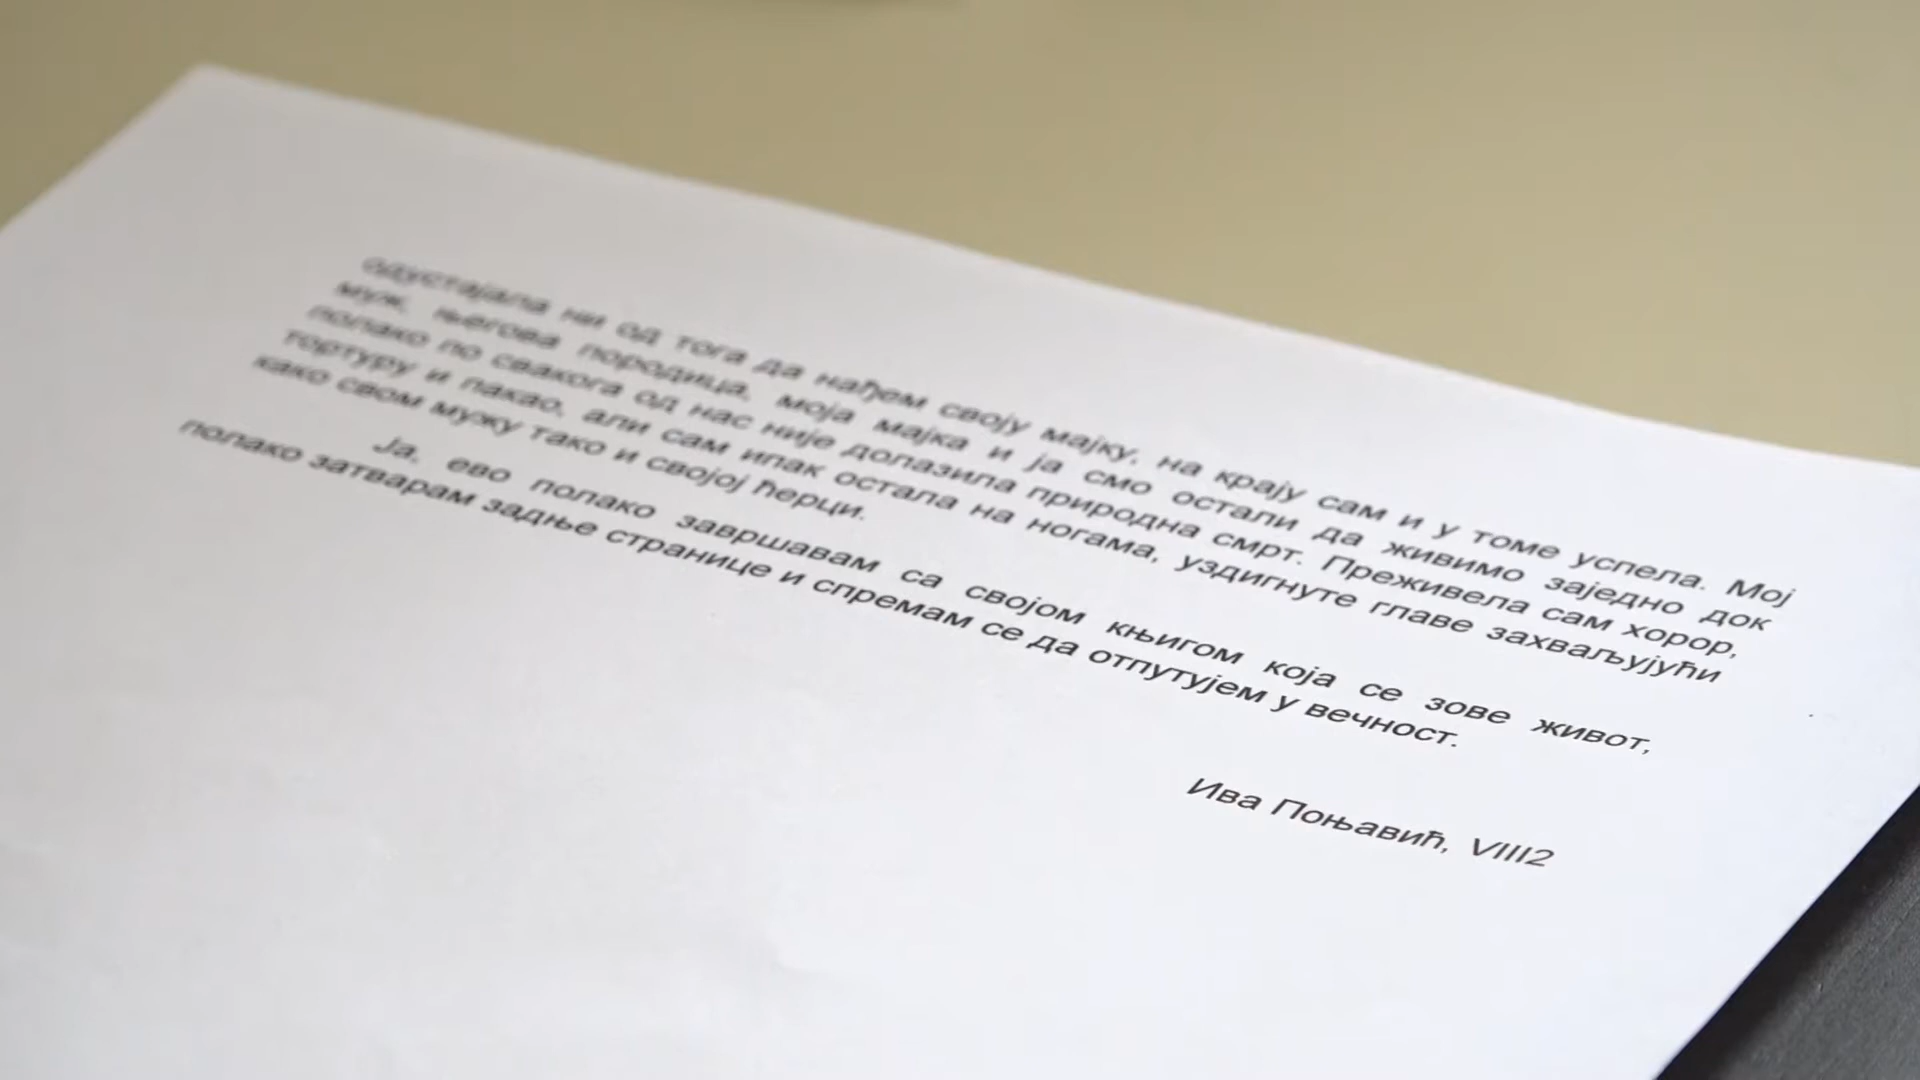 одустајала ни од тога да нађем своју мајку, на крају сам и у томе успела. Мој
муж, његова породица, моја мајка и ја смо остали да живимо заједно док
полако по свакога од нас није долазила природна смрт. Преживела сам хорор,
тортуру и пакао, али сам ипак остала на ногама, уздигнуте главе захваљујући
како свом мужу тако и својој ћерци.
Ја, ево полако завршавам са својом књигом која се зове живот,
полако затварам задње странице и спремам се да отпутујем у вечност.
Ива Поњавић, VIII2